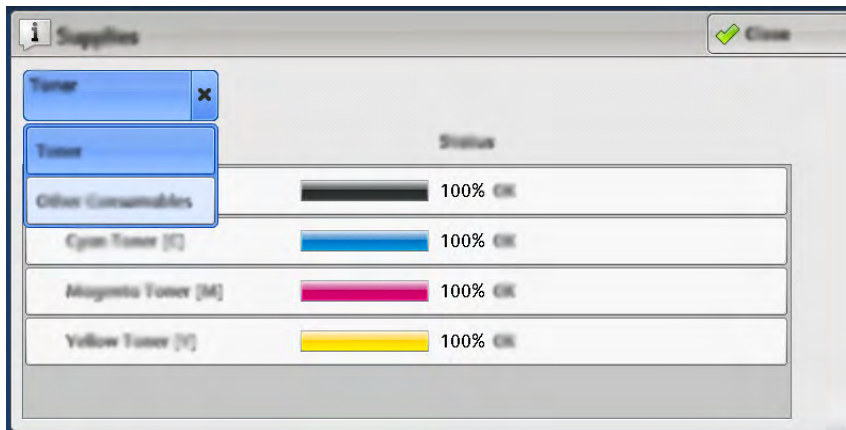 Supplies
Close
Toner
Status
Toner
100% OK
Other Consumables
Cyan Toner [C] 100% OK
Magenta Toner [M] 100% OK
Yellow Toner [Y] 100% OK